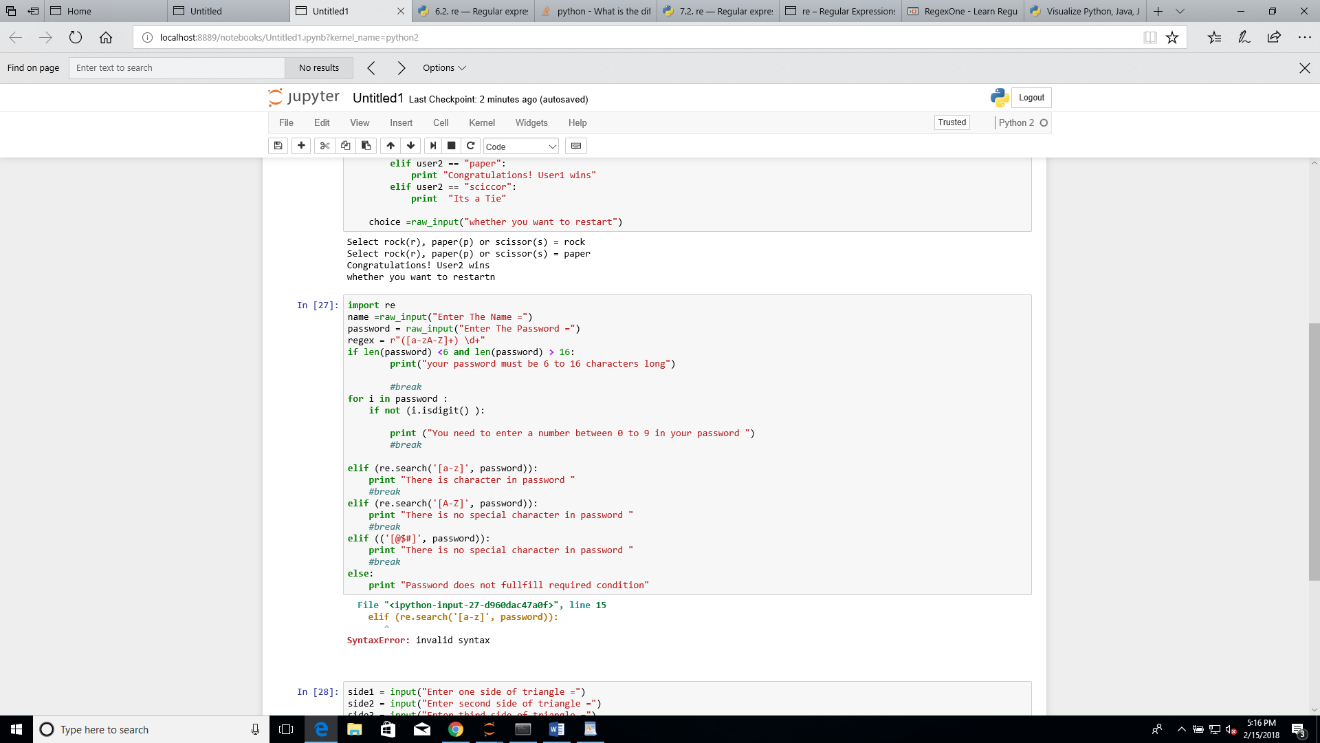 Home
Untitled
Untitled1
6.2. re — Regular expre:
python - What is the dif
7.2. re — Regular expre:
re – Regular Expression:
RegexOne - Learn Regu
Visualize Python, Java, J
localhost:8889/notebooks/Untitled1.ipynb?kernel_name=python2
Find on page
Enter text to search
No results
Options
jupyter Untitled1 Last Checkpoint: 2 minutes ago (autosaved)
Logout
File Edit View Insert Cell Kernel Widgets Help
Trusted
Python 2
Code
elif user2 == "paper":
print "Congratulations! User1 wins"
elif user2 == "sciccor":
print  "Its a Tie"
choice =raw_input("whether you want to restart")
Select rock(r), paper(p) or scissor(s) = rock
Select rock(r), paper(p) or scissor(s) = paper
Congratulations! User2 wins
whether you want to restartn
In [27]:
import re
name =raw_input("Enter The Name =")
password = raw_input("Enter The Password =")
regex = r"([a-zA-Z]+) \d+"
if len(password) <6 and len(password) > 16:
print("your password must be 6 to 16 characters long")
#break
for i in password :
if not (i.isdigit() ):
print ("You need to enter a number between 0 to 9 in your password ")
#break
elif (re.search('[a-z]', password)):
print "There is character in password "
#break
elif (re.search('[A-Z]', password)):
print "There is no special character in password "
#break
elif (('[@$#]', password)):
print "There is no special character in password "
#break
else:
print "Password does not fullfill required condition"
File "<ipython-input-27-d960dac47a0f>", line 15
elif (re.search('[a-z]', password)):
^
SyntaxError: invalid syntax
In [28]:
side1 = input("Enter one side of triangle =")
side2 = input("Enter second side of triangle =")
side3 = input("Enter third side of triangle =")
Type here to search
5:16 PM
2/15/2018
3